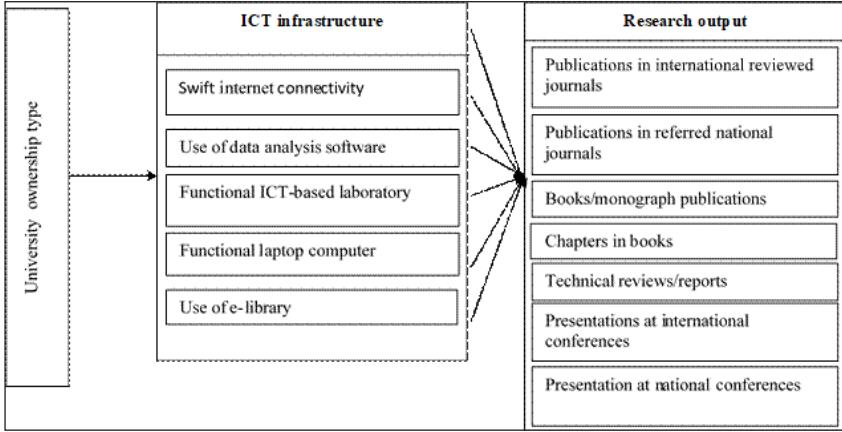 University ownership type
ICT infrastructure
Swift internet connectivity
Use of data analysis software
Functional ICT-based laboratory
Functional laptop computer
Use of e-library
Research output
Publications in international reviewed
journals
Publications in referred national
journals
Books/monograph publications
Chapters in books
Technical reviews/reports
Presentations at international
conferences
Presentation at national conferences